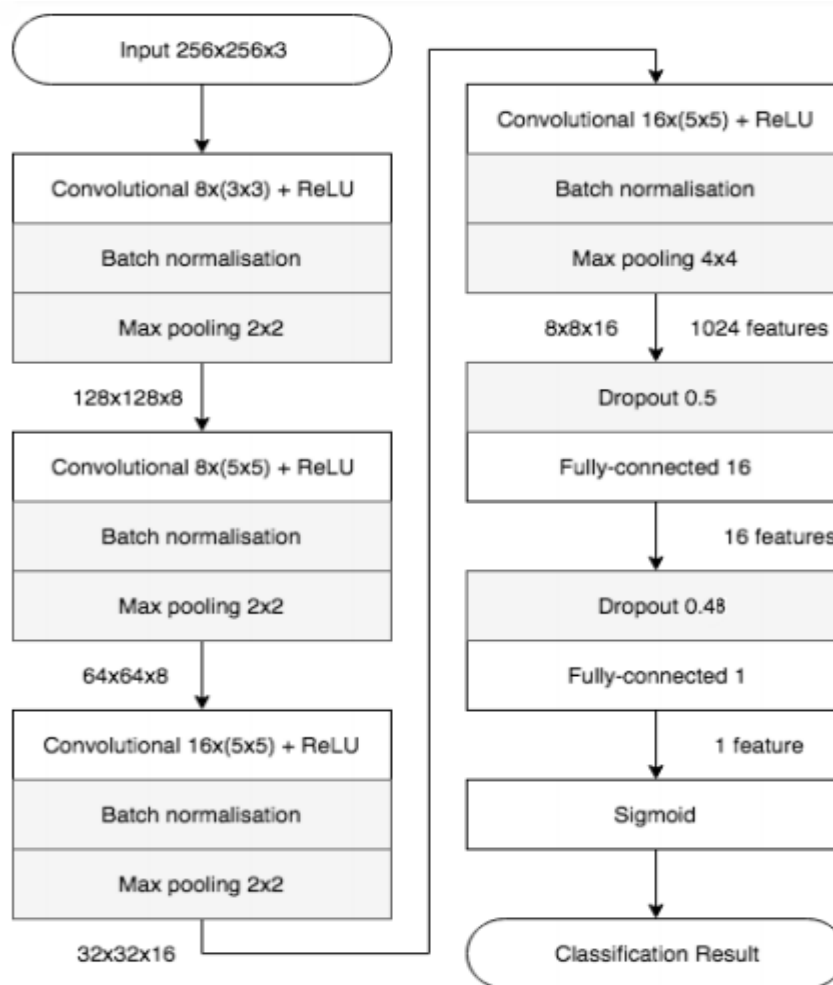 Input 256x256x3
Convolutional 8x(3x3) + ReLU
Batch normalisation
Max pooling 2x2
128x128x8
Convolutional 8x(5x5) + ReLU
Batch normalisation
Max pooling 2x2
64x64x8
Convolutional 16x(5x5) + ReLU
Batch normalisation
Max pooling 2x2
32x32x16
Convolutional 16x(5x5) + ReLU
Batch normalisation
Max pooling 4x4
8x8x16 1024 features
Dropout 0.5
Fully-connected 16
16 features
Dropout 0.48
Fully-connected 1
1 feature
Sigmoid
Classification Result